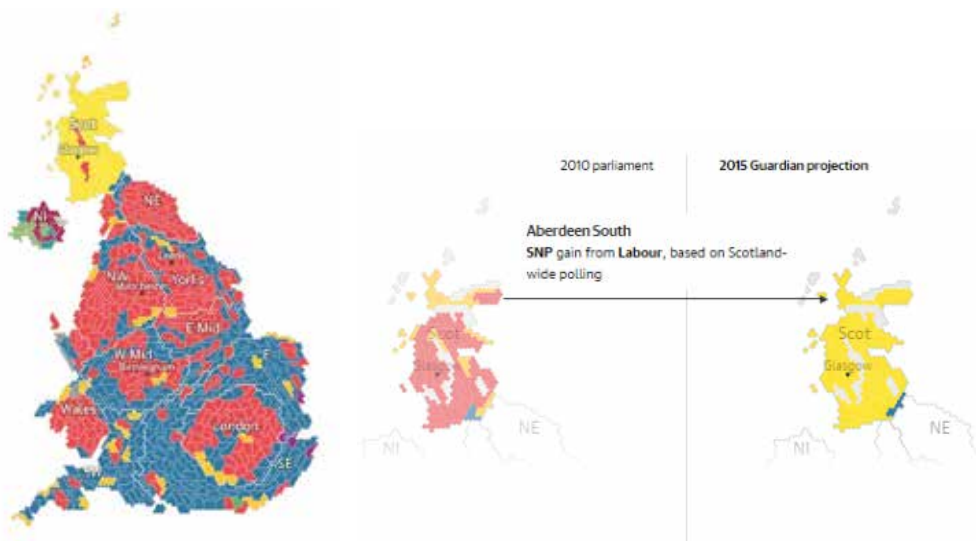 Scot
Glasgow
NI
NE
N.W
Manchester
Yorks
E Mid
W Mid
Birmingham
E
Wales
London
SE
2010 parliament
2015 Guardian projection
Aberdeen South
SNP gain from Labour, based on Scotland-
wide polling
Scot
Scot
Glasgow
NI
NE
NI
NE